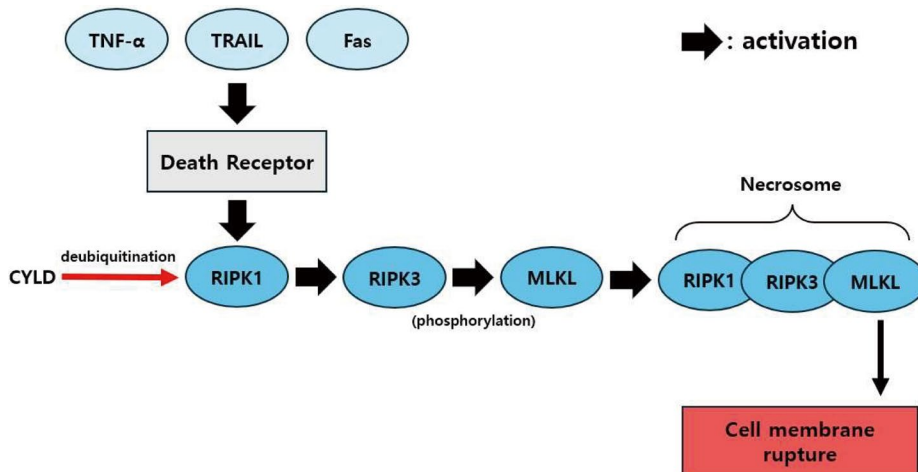 TNF-α TRAIL Fas
: activation
Death Receptor
Necrosome
deubiquitination
CYLD RIPK1 RIPK3 MLKL RIPK1 RIPK3 MLKL
(phosphorylation)
Cell membrane
rupture